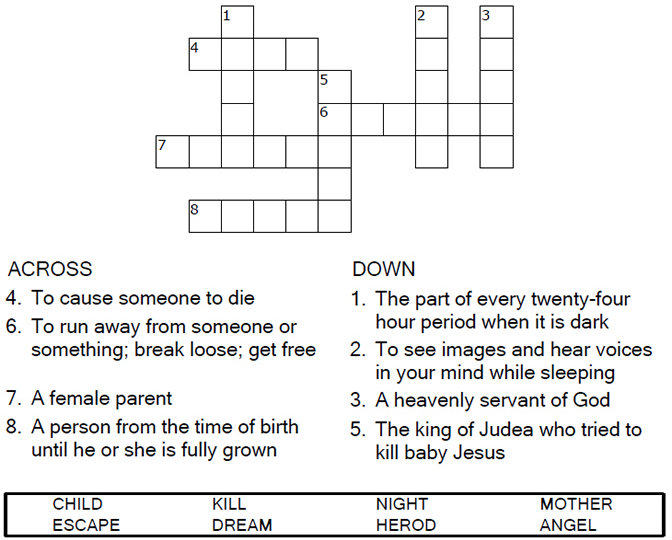 1 2 3
4
5
6
7
8
ACROSS
4. To cause someone to die
6. To run away from someone or
something; break loose; get free
7. A female parent
8. A person from the time of birth
until he or she is fully grown
DOWN
1. The part of every twenty-four
hour period when it is dark
2. To see images and hear voices
in your mind while sleeping
3. A heavenly servant of God
5. The king of Judea who tried to
kill baby Jesus
CHILD KILL NIGHT MOTHER
ESCAPE DREAM HEROD ANGEL